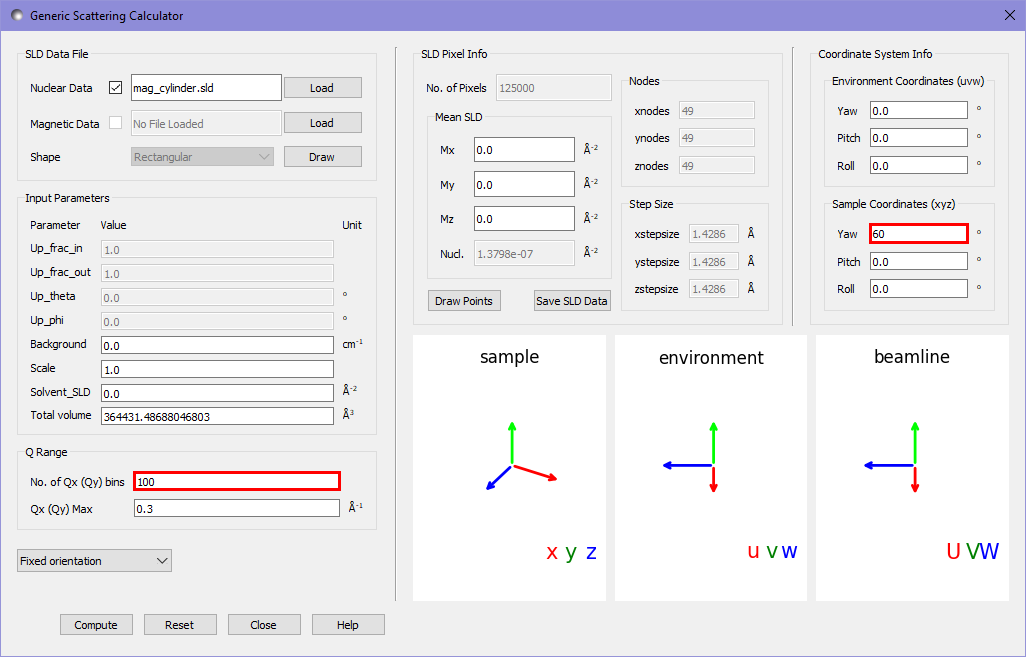 Generic Scattering Calculator
SLD Data File
Nuclear Data mag_cylinder.sld Load
Magnetic Data No File Loaded Load
Shape Rectangular Draw
Input Parameters
Parameter Value Unit
Up_frac_in 1.0
Up_frac_out 1.0
Up_theta 0.0 °
Up_phi 0.0 °
Background 0.0 cm⁻¹
Scale 1.0
Solvent_SLD 0.0 Å⁻²
Total volume 364431.48688046803 Å³
Q Range
No. of Qx (Qy) bins 100
Qx (Qy) Max 0.3 Å⁻¹
Fixed orientation
Compute Reset Close Help
SLD Pixel Info
No. of Pixels 125000
Mean SLD
Mx 0.0 Å⁻²
My 0.0 Å⁻²
Mz 0.0 Å⁻²
Nucl. 1.3798e-07 Å⁻²
Draw Points Save SLD Data
Nodes
xnodes 49
ynodes 49
znodes 49
Step Size
xstepsize 1.4286 Å
ystepsize 1.4286 Å
zstepsize 1.4286 Å
Coordinate System Info
Environment Coordinates (uvw)
Yaw 0.0 °
Pitch 0.0 °
Roll 0.0 °
Sample Coordinates (xyz)
Yaw 60 °
Pitch 0.0 °
Roll 0.0 °
sample
x y z
environment
u v w
beamline
U V W